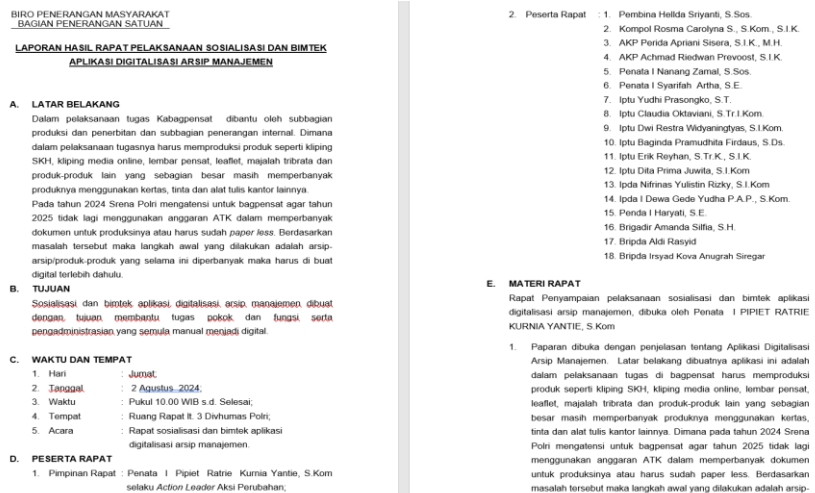 BIRO PENERANGAN MASYARAKAT
BAGIAN PENERANGAN SATUAN
LAPORAN HASIL RAPAT PELAKSANAAN SOSIALISASI DAN BIMTEK
APLIKASI DIGITALISASI ARSIP MANAJEMEN
A. LATAR BELAKANG
Dalam pelaksanaan tugas Kabagpensat dibantu oleh subbagian
produksi dan penerbitan dan subbagian penerangan internal. Dimana
dalam pelaksanaan tugasnya harus memproduksi produk seperti kliping
SKH, kliping media online, lembar pensat, leaflet, majalah tribrata dan
produk-produk lain yang sebagian besar masih memperbanyak
produknya menggunakan kertas, tinta dan alat tulis kantor lainnya.
Pada tahun 2024 Srena Polri mengatensi untuk bagpensat agar tahun
2025 tidak lagi menggunakan anggaran ATK dalam memperbanyak
dokumen untuk produksinya atau harus sudah paper less. Berdasarkan
masalah tersebut maka langkah awal yang dilakukan adalah arsip-
arsip/produk-produk yang selama ini diperbanyak maka harus di buat
digital terlebih dahulu.
B. TUJUAN
Sosialisasi dan bimtek aplikasi digitalisasi arsip manajemen dibuat
dengan tujuan membantu tugas pokok dan fungsi serta
pengadministrasian yang semula manual menjadi digital.
C. WAKTU DAN TEMPAT
1. Hari : Jumat;
2. Tanggal : 2 Agustus 2024;
3. Waktu : Pukul 10.00 WIB s.d. Selesai;
4. Tempat : Ruang Rapat lt. 3 Divhumas Polri;
5. Acara : Rapat sosialisasi dan bimtek aplikasi
digitalisasi arsip manajemen.
D. PESERTA RAPAT
1. Pimpinan Rapat : Penata I Pipiet Ratrie Kurnia Yantie, S.Kom
selaku Action Leader Aksi Perubahan;
2. Peserta Rapat : 1. Pembina Hellda Sriyanti, S.Sos.
2. Kompol Rosma Carolyna S., S.Kom., S.I.K.
3. AKP Perida Apriani Sisera, S.I.K., M.H.
4. AKP Achmad Riedwan Prevoost, S.I.K.
5. Penata I Nanang Zamal, S.Sos.
6. Penata I Syarifah Artha, S.E.
7. Iptu Yudhi Prasongko, S.T.
8. Iptu Claudia Oktaviani, S.Tr.I.Kom.
9. Iptu Dwi Restra Widyaningtyas, S.I.Kom.
10. Iptu Baginda Pramudhita Firdaus, S.Ds.
11. Iptu Erik Reyhan, S.Tr.K., S.I.K.
12. Iptu Dita Prima Juwita, S.I.Kom
13. Ipda Nifrinas Yulistin Rizky, S.I.Kom
14. Ipda I Dewa Gede Yudha P.A.P., S.Kom.
15. Penda I Haryati, S.E.
16. Brigadir Amanda Silfia, S.H.
17. Bripda Aldi Rasyid
18. Bripda Irsyad Kova Anugrah Siregar
E. MATERI RAPAT
Rapat Penyampaian pelaksanaan sosialisasi dan bimtek aplikasi
digitalisasi arsip manajemen, dibuka oleh Penata I PIPIET RATRIE
KURNIA YANTIE, S.Kom
1. Paparan dibuka dengan penjelasan tentang Aplikasi Digitalisasi
Arsip Manajemen. Latar belakang dibuatnya aplikasi ini adalah
dalam pelaksanaan tugas di bagpensat harus memproduksi
produk seperti kliping SKH, kliping media online, lembar pensat,
leaflet, majalah tribrata dan produk-produk lain yang sebagian
besar masih memperbanyak produknya menggunakan kertas,
tinta dan alat tulis kantor lainnya. Dimana pada tahun 2024 Srena
Polri mengatensi untuk bagpensat agar tahun 2025 tidak lagi
menggunakan anggaran ATK dalam memperbanyak dokumen
untuk produksinya atau harus sudah paper less. Berdasarkan
masalah tersebut maka langkah awal yang dilakukan adalah arsip-